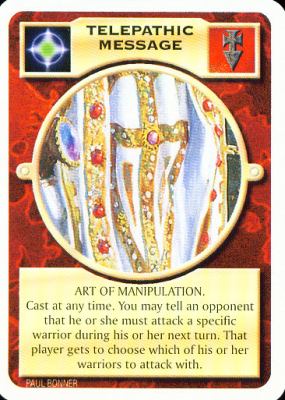 TELEPATHIC
MESSAGE
ART OF MANIPULATION.
Cast at any time. You may tell an opponent
that he or she must attack a specific
warrior during his or her next turn. That
player gets to choose which of his or her
warriors to attack with.
PAUL BONNER